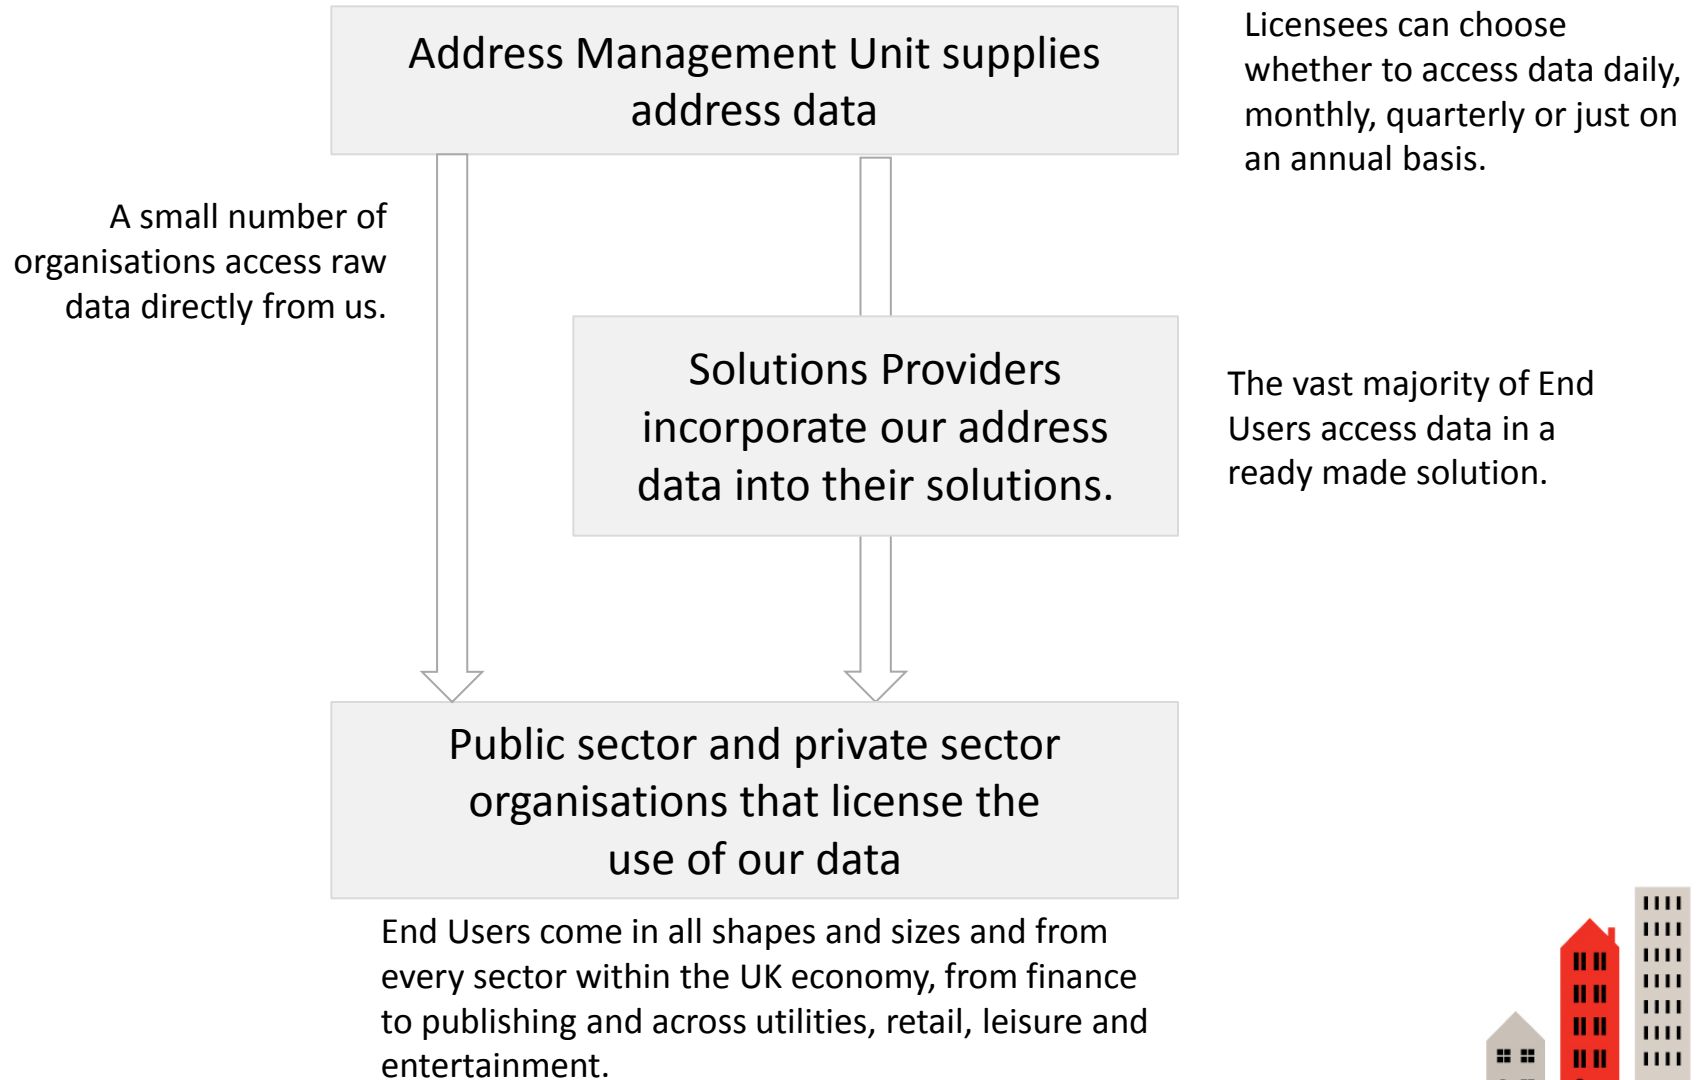 Address Management Unit supplies
address data
Licensees can choose
whether to access data daily,
monthly, quarterly or just on
an annual basis.
A small number of
organisations access raw
data directly from us.
Solutions Providers
incorporate our address
data into their solutions.
The vast majority of End
Users access data in a
ready made solution.
Public sector and private sector
organisations that license the
use of our data
End Users come in all shapes and sizes and from
every sector within the UK economy, from finance
to publishing and across utilities, retail, leisure and
entertainment.